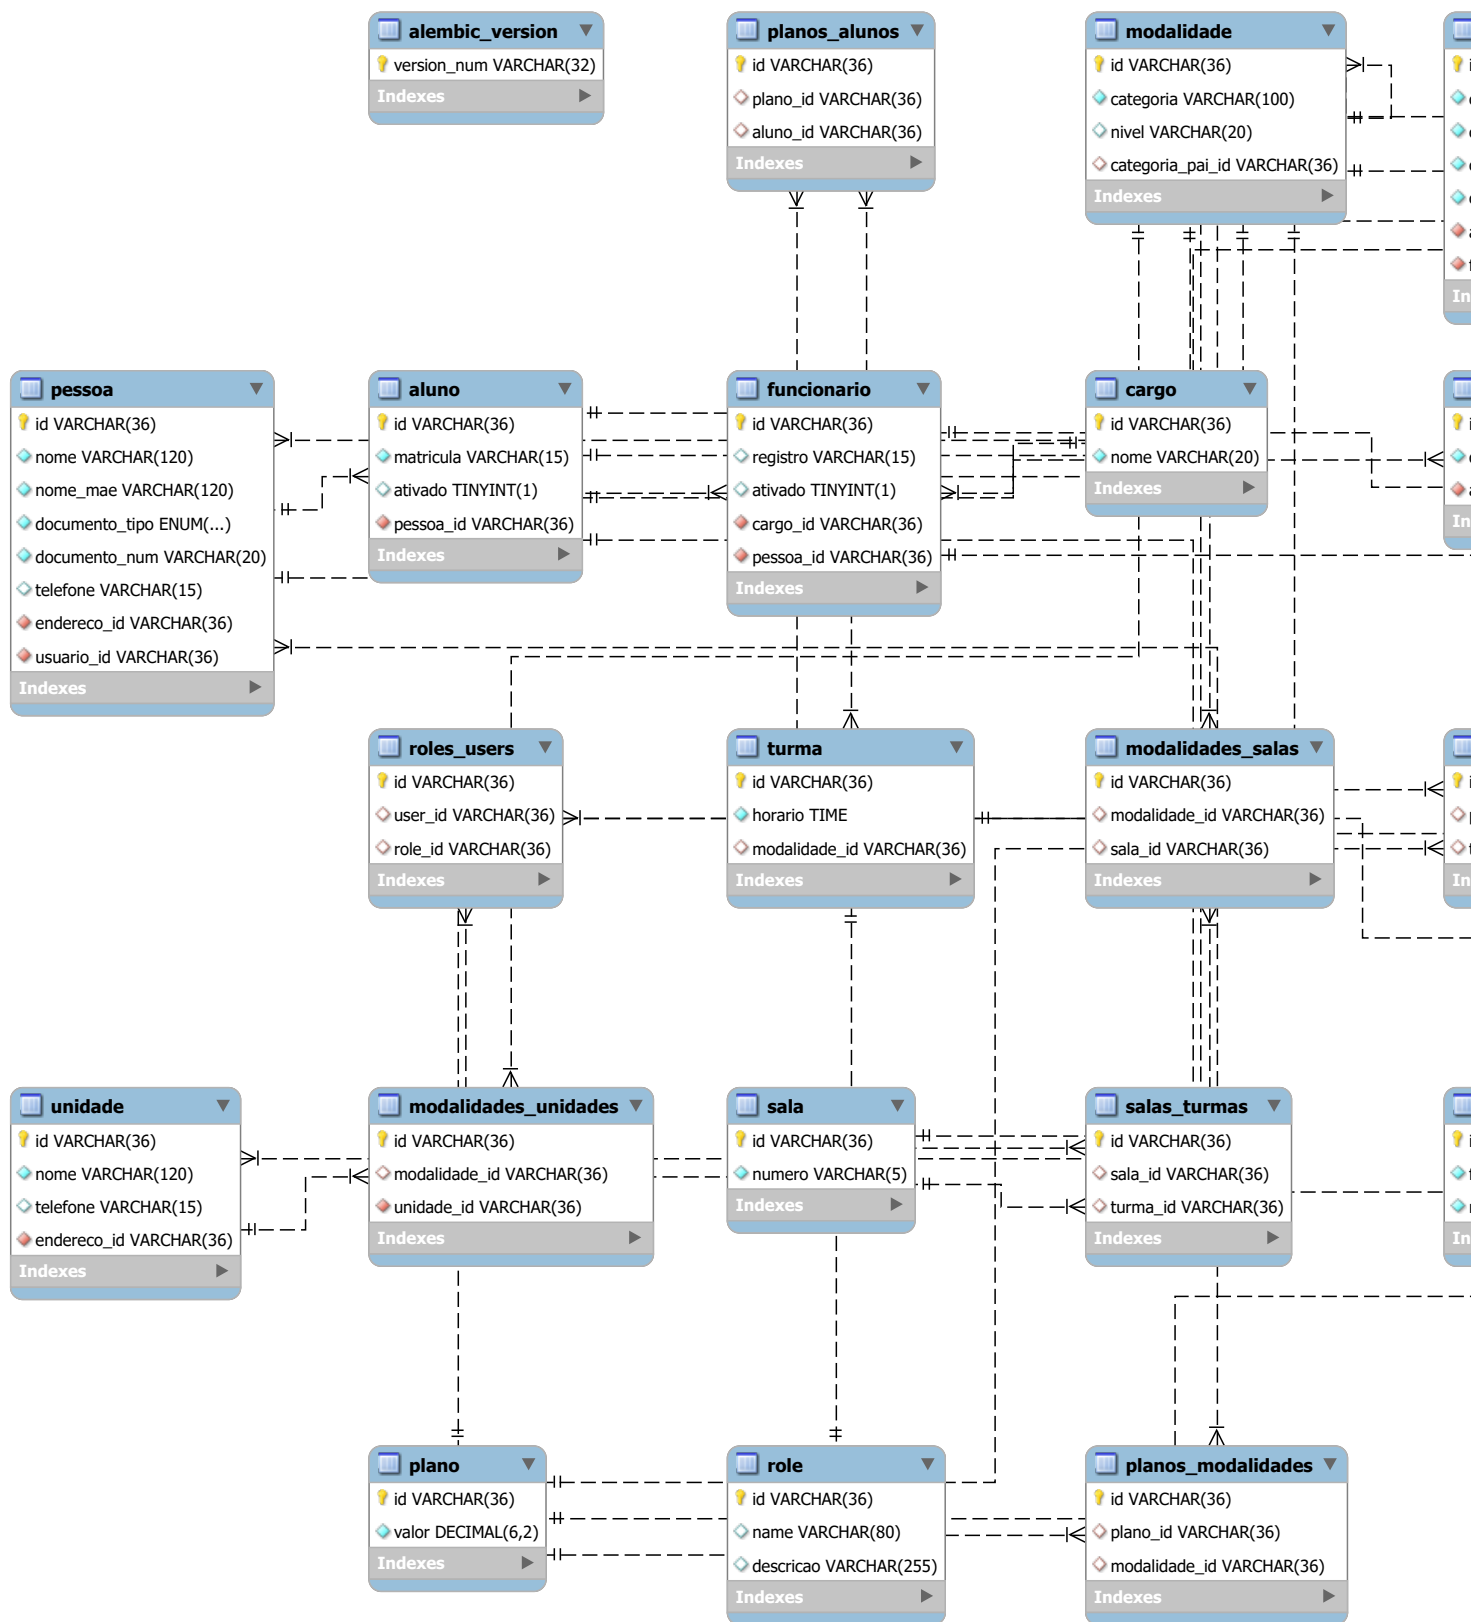 alembic_version
version_num VARCHAR(32)
Indexes
planos_alunos
id VARCHAR(36)
plano_id VARCHAR(36)
aluno_id VARCHAR(36)
Indexes
modalidade
id VARCHAR(36)
categoria VARCHAR(100)
nivel VARCHAR(20)
categoria_pai_id VARCHAR(36)
Indexes
pessoa
id VARCHAR(36)
nome VARCHAR(120)
nome_mae VARCHAR(120)
documento_tipo ENUM(...)
documento_num VARCHAR(20)
telefone VARCHAR(15)
endereco_id VARCHAR(36)
usuario_id VARCHAR(36)
Indexes
aluno
id VARCHAR(36)
matricula VARCHAR(15)
ativado TINYINT(1)
pessoa_id VARCHAR(36)
Indexes
funcionario
id VARCHAR(36)
registro VARCHAR(15)
ativado TINYINT(1)
cargo_id VARCHAR(36)
pessoa_id VARCHAR(36)
Indexes
cargo
id VARCHAR(36)
nome VARCHAR(20)
Indexes
roles_users
id VARCHAR(36)
user_id VARCHAR(36)
role_id VARCHAR(36)
Indexes
turma
id VARCHAR(36)
horario TIME
modalidade_id VARCHAR(36)
Indexes
modalidades_salas
id VARCHAR(36)
modalidade_id VARCHAR(36)
sala_id VARCHAR(36)
Indexes
unidade
id VARCHAR(36)
nome VARCHAR(120)
telefone VARCHAR(15)
endereco_id VARCHAR(36)
Indexes
modalidades_unidades
id VARCHAR(36)
modalidade_id VARCHAR(36)
unidade_id VARCHAR(36)
Indexes
sala
id VARCHAR(36)
numero VARCHAR(5)
Indexes
salas_turmas
id VARCHAR(36)
sala_id VARCHAR(36)
turma_id VARCHAR(36)
Indexes
plano
id VARCHAR(36)
valor DECIMAL(6,2)
Indexes
role
id VARCHAR(36)
name VARCHAR(80)
descricao VARCHAR(255)
Indexes
planos_modalidades
id VARCHAR(36)
plano_id VARCHAR(36)
modalidade_id VARCHAR(36)
Indexes